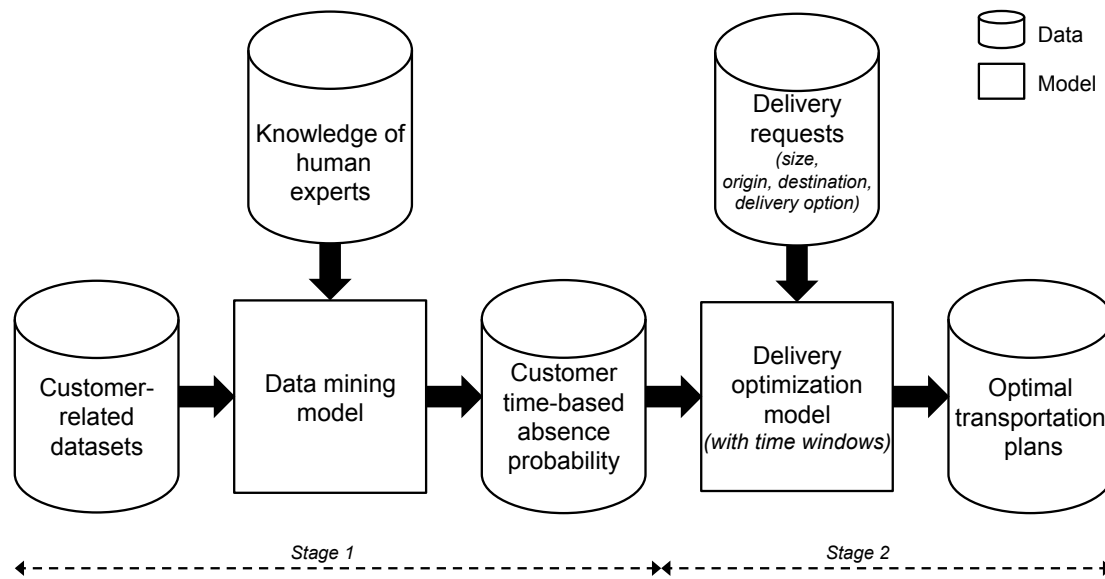 Data
Model
Knowledge of
human
experts
Delivery
requests
(size,
origin, destination,
delivery option)
Customer-
related
datasets
Data mining
model
Customer
time-based
absence
probability
Delivery
optimization
model
(with time windows)
Optimal
transportation
plans
Stage 1
Stage 2